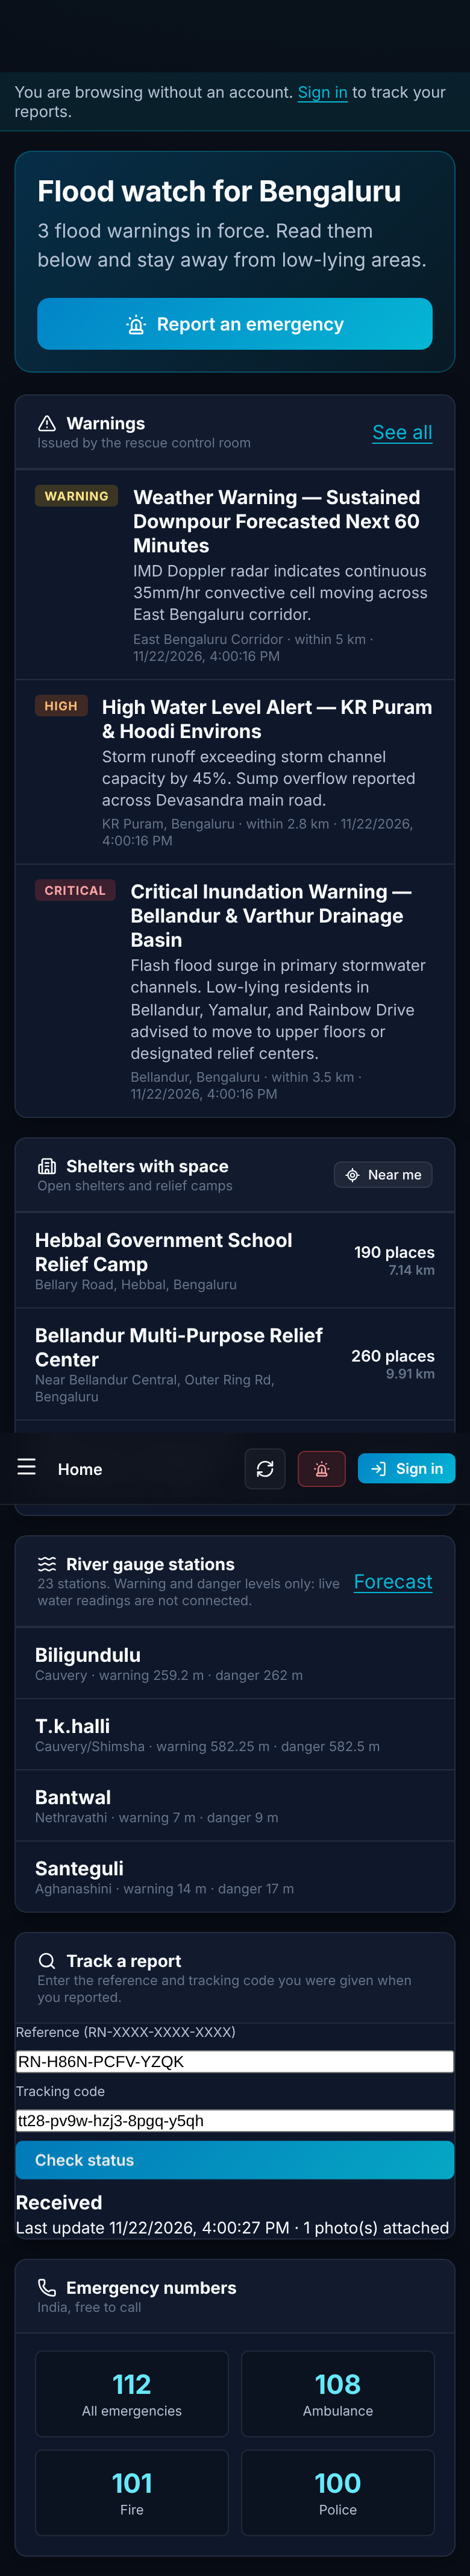 You are browsing without an account. Sign in to track your
reports.
Flood watch for Bengaluru
3 flood warnings in force. Read them
below and stay away from low-lying areas.
Report an emergency
Warnings
Issued by the rescue control room
See all
WARNING
Weather Warning — Sustained
Downpour Forecasted Next 60
Minutes
IMD Doppler radar indicates continuous
35mm/hr convective cell moving across
East Bengaluru corridor.
East Bengaluru Corridor · within 5 km ·
11/22/2026, 4:00:16 PM
HIGH
High Water Level Alert — KR Puram
& Hoodi Environs
Storm runoff exceeding storm channel
capacity by 45%. Sump overflow reported
across Devasandra main road.
KR Puram, Bengaluru · within 2.8 km · 11/22/2026,
4:00:16 PM
CRITICAL
Critical Inundation Warning —
Bellandur & Varthur Drainage
Basin
Flash flood surge in primary stormwater
channels. Low-lying residents in
Bellandur, Yamalur, and Rainbow Drive
advised to move to upper floors or
designated relief centers.
Bellandur, Bengaluru · within 3.5 km ·
11/22/2026, 4:00:16 PM
Shelters with space
Open shelters and relief camps
Near me
Hebbal Government School
Relief Camp
Bellary Road, Hebbal, Bengaluru
190 places
7.14 km
Bellandur Multi-Purpose Relief
Center
Near Bellandur Central, Outer Ring Rd,
Bengaluru
260 places
9.91 km
Home
Sign in
River gauge stations
23 stations. Warning and danger levels only: live
water readings are not connected.
Forecast
Biligundulu
Cauvery · warning 259.2 m · danger 262 m
T.k.halli
Cauvery/Shimsha · warning 582.25 m · danger 582.5 m
Bantwal
Nethravathi · warning 7 m · danger 9 m
Santeguli
Aghanashini · warning 14 m · danger 17 m
Track a report
Enter the reference and tracking code you were given when
you reported.
Reference (RN-XXXX-XXXX-XXXX)
RN-H86N-PCFV-YZQK
Tracking code
tt28-pv9w-hzj3-8pgq-y5qh
Check status
Received
Last update 11/22/2026, 4:00:27 PM · 1 photo(s) attached
Emergency numbers
India, free to call
112
All emergencies
108
Ambulance
101
Fire
100
Police